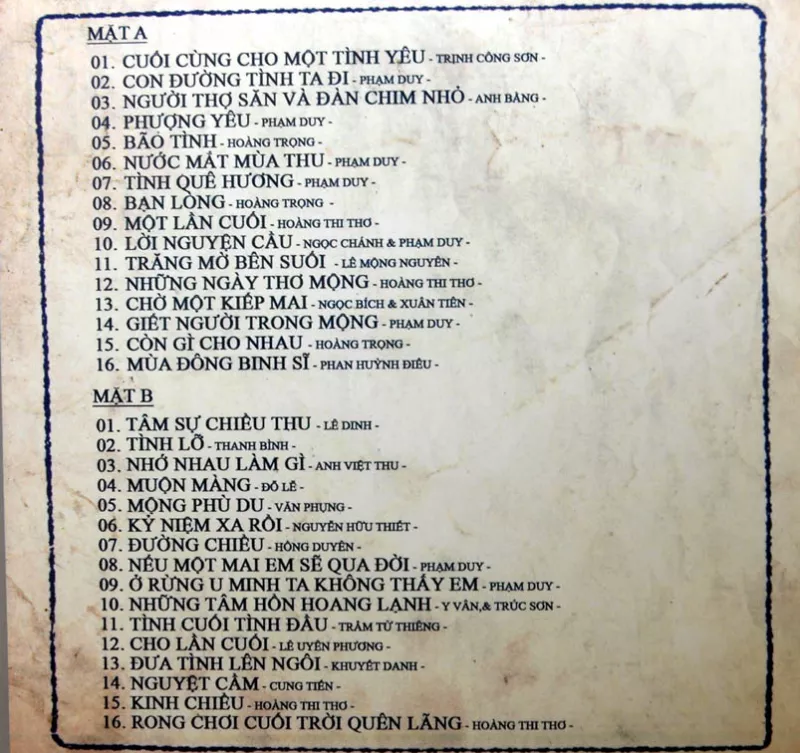 MẶT A
01. CUỐI CÙNG CHO MỘT TÌNH YÊU - TRỊNH CÔNG SƠN -
02. CON ĐƯỜNG TÌNH TA ĐI - PHẠM DUY -
03. NGƯỜI THỢ SĂN VÀ ĐÀN CHIM NHỎ - ANH BẰNG -
04. PHƯỢNG YÊU - PHẠM DUY -
05. BÃO TÌNH - HOÀNG TRỌNG -
06. NƯỚC MẮT MÙA THU - PHẠM DUY -
07. TÌNH QUÊ HƯƠNG - PHẠM DUY -
08. BẠN LÒNG - HOÀNG TRỌNG -
09. MỘT LẦN CUỐI - HOÀNG THI THƠ -
10. LỜI NGUYỆN CẦU - NGỌC CHÁNH & PHẠM DUY -
11. TRĂNG MỜ BÊN SUỐI - LÊ MỘNG NGUYÊN -
12. NHỮNG NGÀY THƠ MỘNG - HOÀNG THI THƠ -
13. CHỜ MỘT KIẾP MAI - NGỌC BÍCH & XUÂN TIÊN -
14. GIẾT NGƯỜI TRONG MỘNG - PHẠM DUY -
15. CÒN GÌ CHO NHAU - HOÀNG TRỌNG -
16. MÙA ĐÔNG BINH SĨ - PHAN HUỲNH ĐIỂU -
MẶT B
01. TÂM SỰ CHIỀU THU - LÊ DINH -
02. TÌNH LỠ - THANH BÌNH -
03. NHỚ NHAU LÀM GÌ - ANH VIỆT THU -
04. MUỘN MÀNG - ĐỖ LỄ -
05. MỘNG PHÙ DU - VĂN PHỤNG -
06. KỶ NIỆM XA RỒI - NGUYỄN HỮU THIẾT -
07. ĐƯỜNG CHIỀU - HỒNG DUYÊN -
08. NẾU MỘT MAI EM SẼ QUA ĐỜI - PHẠM DUY -
09. Ở RỪNG U MINH TA KHÔNG THẤY EM - PHẠM DUY -
10. NHỮNG TÂM HỒN HOANG LẠNH - Y VÂN,& TRÚC SƠN -
11. TÌNH CUỐI TÌNH ĐẦU - TRẦM TỬ THIÊNG -
12. CHO LẦN CUỐI - LÊ UYÊN PHƯƠNG -
13. ĐƯA TÌNH LÊN NGÔI - KHUYẾT DANH -
14. NGUYỆT CẦM - CUNG TIẾN -
15. KINH CHIỀU - HOÀNG THI THƠ -
16. RONG CHƠI CUỐI TRỜI QUÊN LÃNG - HOÀNG THI THƠ -